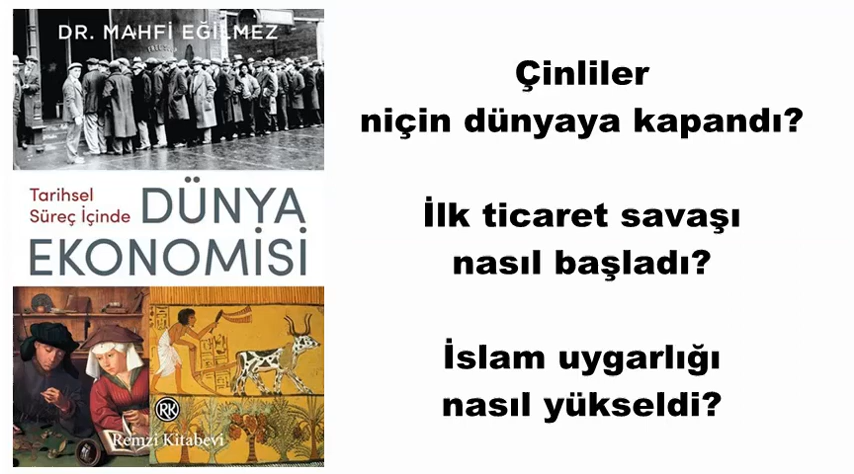 DR. MAHFİ EĞİLMEZ
Tarihsel
Süreç İçinde
DÜNYA
EKONOMİSİ
RK
Remzi Kitabevi
Çinliler
niçin dünyaya kapandı?
İlk ticaret savaşı
nasıl başladı?
İslam uygarlığı
nasıl yükseldi?